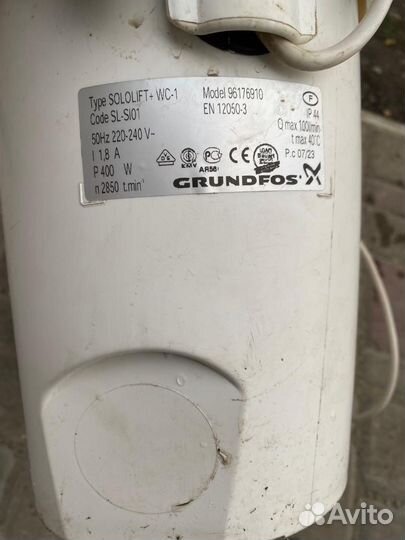 Type SOLOLIFT+ WC-1 Model 96176910 F
Code SL-SI01 EN 12050-3 IP 44
50Hz 220-240 V~ Q max 100l/min
I 1,8 A t max 40°C
P 400 W P.c 07/23
n 2850 t.min⁻¹
GRUNDFOS
Avito